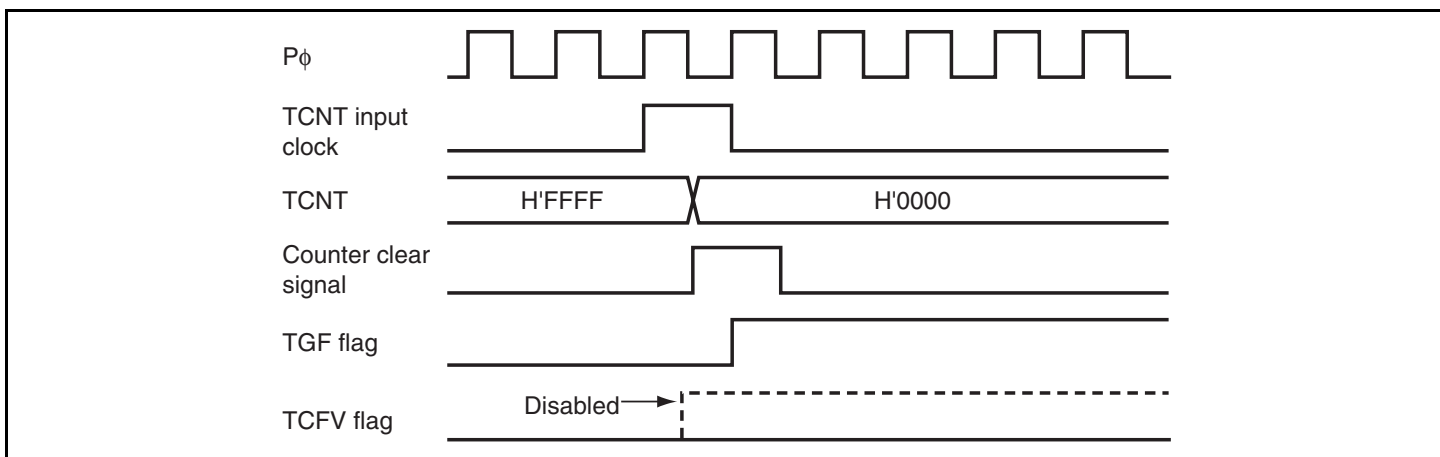 Pϕ
TCNT input
clock
TCNT
H'FFFF
H'0000
Counter clear
signal
TGF flag
Disabled
TCFV flag